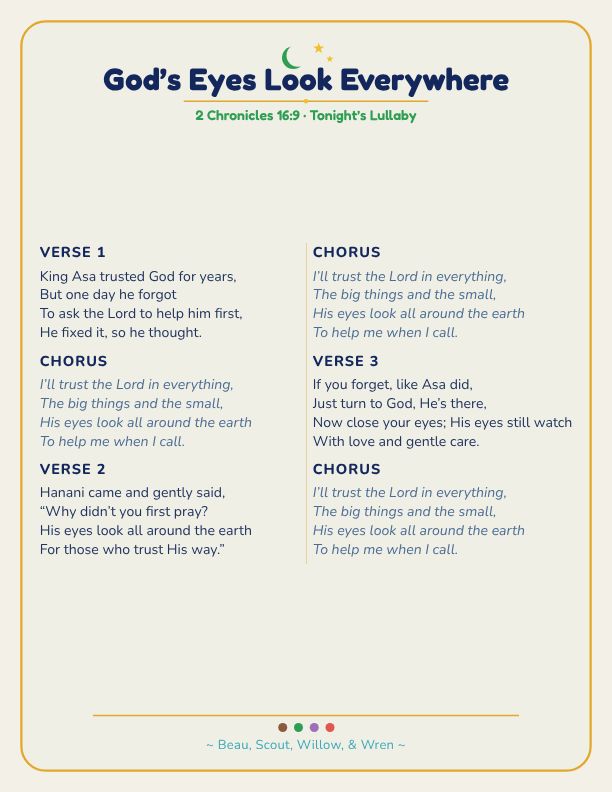 God’s Eyes Look Everywhere
2 Chronicles 16:9 · Tonight’s Lullaby
VERSE 1
King Asa trusted God for years,
But one day he forgot
To ask the Lord to help him first,
He fixed it, so he thought.
CHORUS
I’ll trust the Lord in everything,
The big things and the small,
His eyes look all around the earth
To help me when I call.
VERSE 2
Hanani came and gently said,
“Why didn’t you first pray?
His eyes look all around the earth
For those who trust His way.”
CHORUS
I’ll trust the Lord in everything,
The big things and the small,
His eyes look all around the earth
To help me when I call.
VERSE 3
If you forget, like Asa did,
Just turn to God, He’s there,
Now close your eyes; His eyes still watch
With love and gentle care.
CHORUS
I’ll trust the Lord in everything,
The big things and the small,
His eyes look all around the earth
To help me when I call.
~ Beau, Scout, Willow, & Wren ~